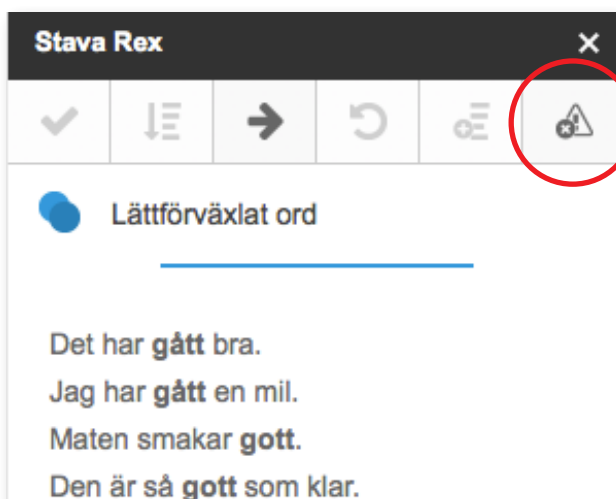 Stava Rex
Lättförväxlat ord
Det har gått bra.
Jag har gått en mil.
Maten smakar gott.
Den är så gott som klar.